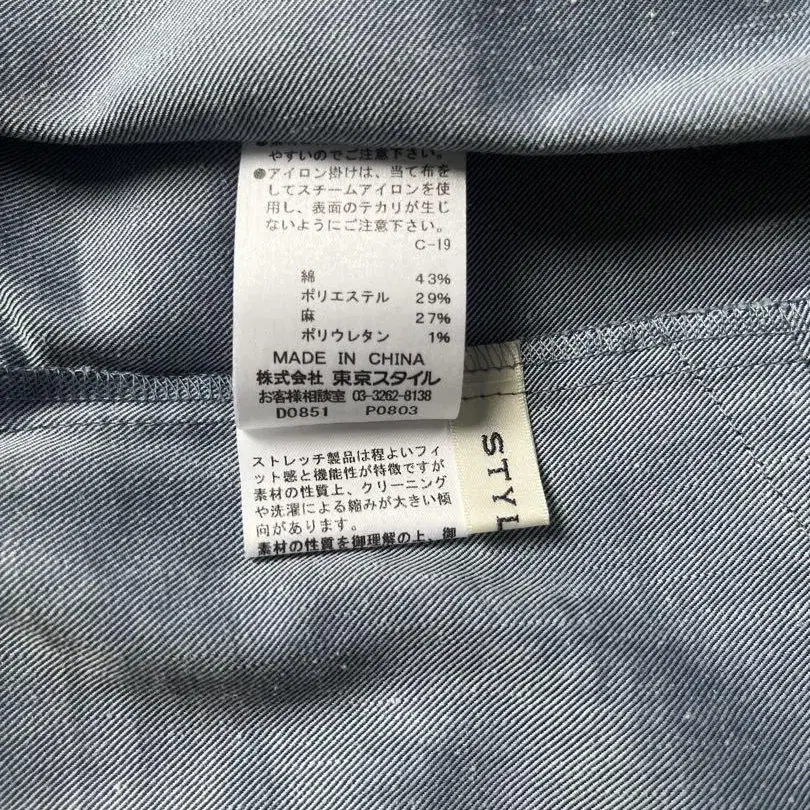 やすいのでご注意下さい。
●アイロン掛けは、当て布を
してスチームアイロンを使
用し、表面のテカリが生じ
ないようにご注意下さい。
C-19
綿 43%
ポリエステル 29%
麻 27%
ポリウレタン 1%
MADE IN CHINA
株式会社 東京スタイル
お客様相談室 03-3262-8138
D0851 P0803
ストレッチ製品は程よいフィ
ット感と機能性が特徴ですが
素材の性質上、クリーニング
や洗濯による縮みが大きい傾
向があります。
素材の性質を御理解の上、御
STYL